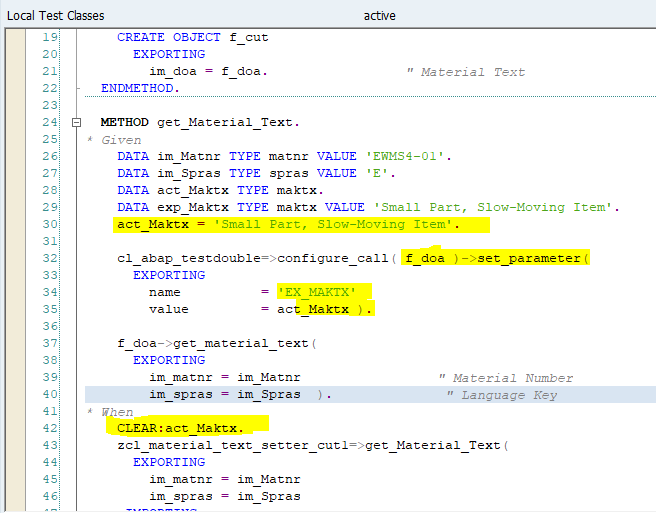 Local Test Classes active
19 CREATE OBJECT f_cut
20 EXPORTING
21 im_doa = f_doa. " Material Text
22 ENDMETHOD.
23
24 METHOD get_Material_Text.
25 * Given
26 DATA im_Matnr TYPE matnr VALUE 'EWMS4-01'.
27 DATA im_Spras TYPE spras VALUE 'E'.
28 DATA act_Maktx TYPE maktx.
29 DATA exp_Maktx TYPE maktx VALUE 'Small Part, Slow-Moving Item'.
30 act_Maktx = 'Small Part, Slow-Moving Item'.
31
32 cl_abap_testdouble=>configure_call( f_doa )->set_parameter(
33 EXPORTING
34 name = 'EX_MAKTX'
35 value = act_Maktx ).
36
37 f_doa->get_material_text(
38 EXPORTING
39 im_matnr = im_Matnr " Material Number
40 im_spras = im_Spras ). " Language Key
41 * When
42 CLEAR:act_Maktx.
43 zcl_material_text_setter_cut1=>get_Material_Text(
44 EXPORTING
45 im_matnr = im_Matnr
46 im_spras = im_Spras
47 IMPORTING